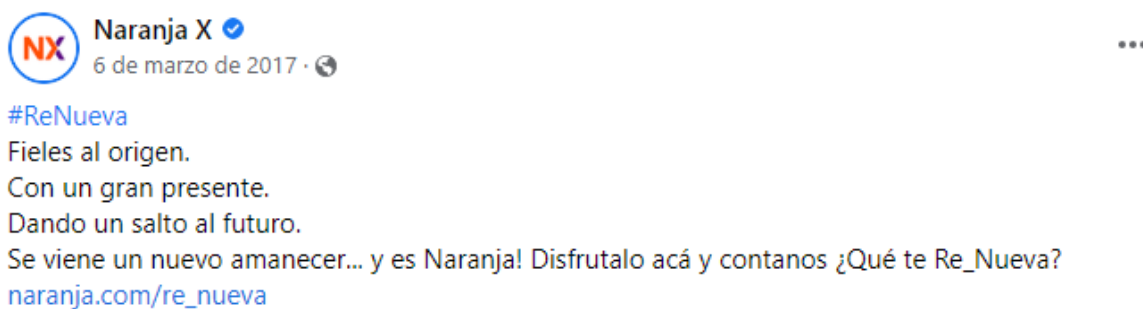 NX
Naranja X
6 de marzo de 2017 ·
#ReNueva
Fieles al origen.
Con un gran presente.
Dando un salto al futuro.
Se viene un nuevo amanecer... y es Naranja! Disfrutalo acá y contanos ¿Qué te Re_Nueva?
naranja.com/re_nueva